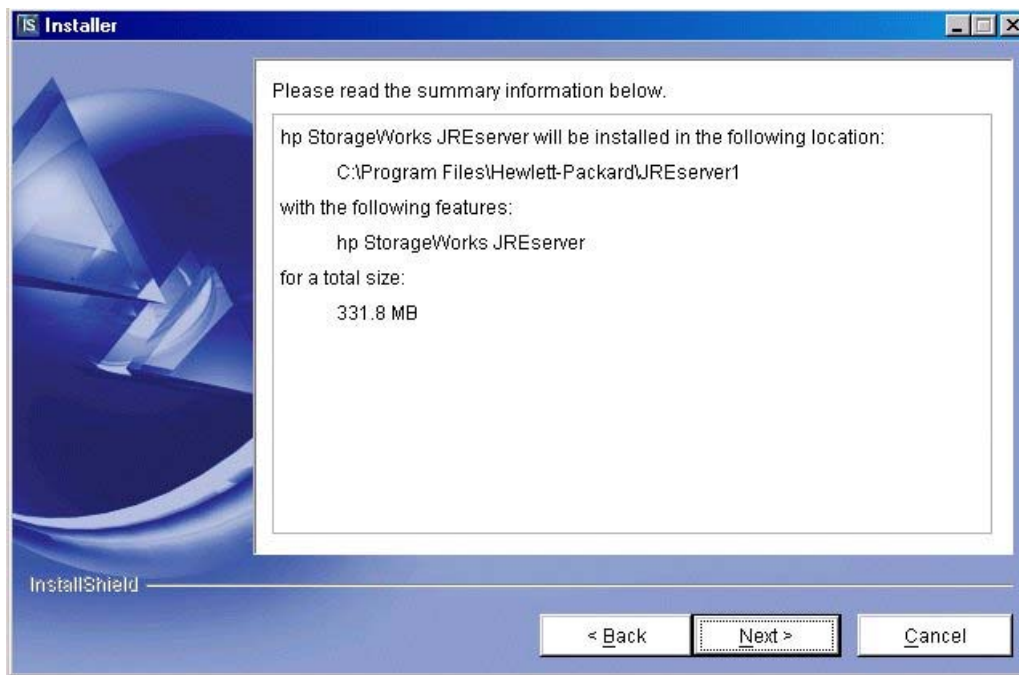 Installer
Please read the summary information below.
hp StorageWorks JREserver will be installed in the following location:
C:\Program Files\Hewlett-Packard\JREserver1
with the following features:
hp StorageWorks JREserver
for a total size:
331.8 MB
InstallShield
< Back
Next >
Cancel